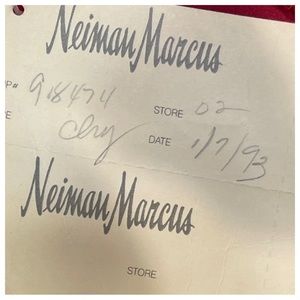 Neiman Marcus
P# 918474
STORE 02
E
DATE 1/7/93
Neiman Marcus
STORE